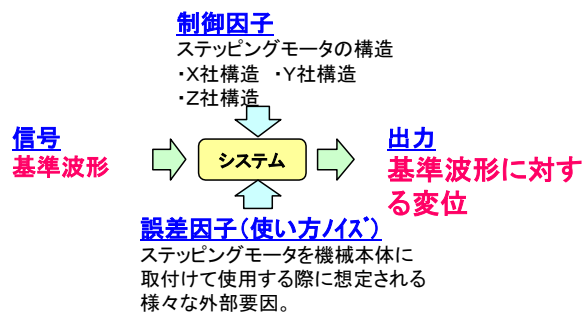 制御因子
ステッピングモータの構造
・X社構造　・Y社構造
・Z社構造
信号
基準波形
システム
出力
基準波形に対す
る変位
誤差因子(使い方ノイズ)
ステッピングモータを機械本体に
取付けて使用する際に想定される
様々な外部要因。